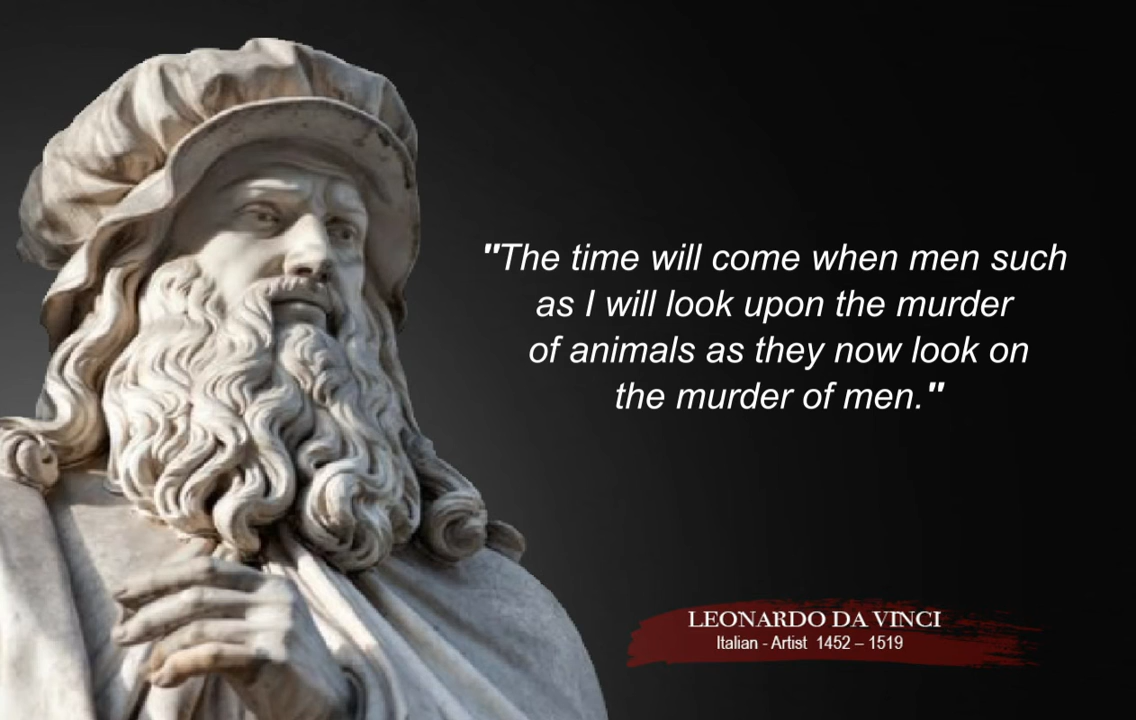 "The time will come when men such
as I will look upon the murder
of animals as they now look on
the murder of men."
LEONARDO DA VINCI
Italian - Artist 1452 – 1519